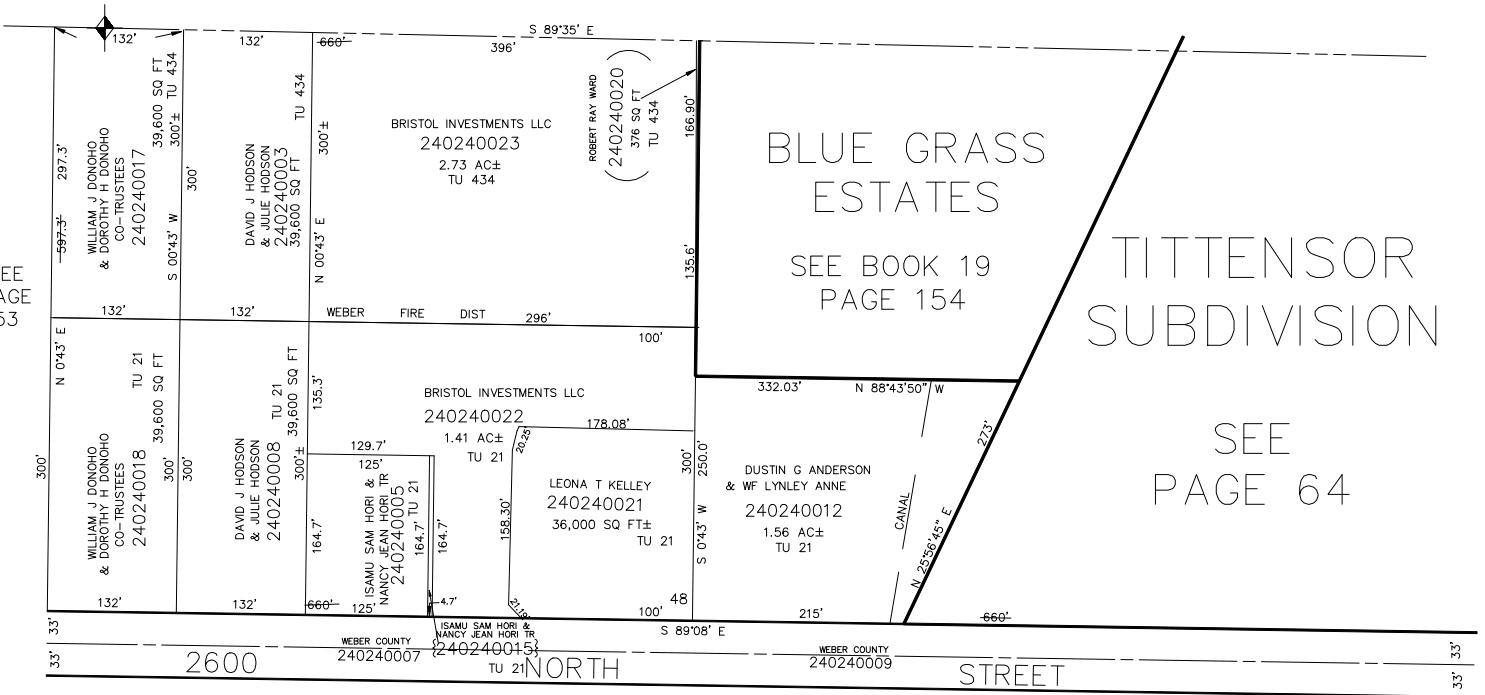 S 89°35' E
132'
132'
660'
396'
297.3'
597.3'
WILLIAM J DONOHO
& DOROTHY H DONOHO
CO-TRUSTEES
240240017
39,600 SQ FT
300'± TU 434
S 00°43' W
300'
DAVID J HODSON
& JULIE HODSON
240240003
39,600 SQ FT
TU 434
300'±
N 00°43' E
BRISTOL INVESTMENTS LLC
240240023
2.73 AC±
TU 434
ROBERT RAY WARD
(240240020)
376 SQ FT
TU 434
166.90'
135.6'
BLUE GRASS
ESTATES
SEE BOOK 19
PAGE 154
TITTENSOR
SUBDIVISION
SEE
PAGE 64
EE
AGE
53
132'
132'
WEBER FIRE DIST
296'
100'
N 0°43' E
300'
WILLIAM J DONOHO
& DOROTHY H DONOHO
CO-TRUSTEES
240240018
TU 21
39,600 SQ FT
300'
300'
DAVID J HODSON
& JULIE HODSON
240240008
TU 21
39,600 SQ FT
300'±
135.3'
164.7'
BRISTOL INVESTMENTS LLC
240240022
1.41 AC±
TU 21
129.7'
125'
ISAMU SAM HORI &
NANCY JEAN HORI TR
240240005
TU 21
164.7'
164.7'
20.25'
178.08'
158.30'
LEONA T KELLEY
240240021
36,000 SQ FT±
TU 21
21.19'
300'
250.0'
S 0°43' W
332.03'
N 88°43'50" W
DUSTIN G ANDERSON
& WF LYNLEY ANNE
240240012
1.56 AC±
TU 21
CANAL
273'
N 25°56'45" E
132'
132'
660'
125'
4.7'
100'
48
215'
660'
S 89°08' E
33'
33'
WEBER COUNTY
240240007
ISAMU SAM HORI &
NANCY JEAN HORI TR
240240015
TU 21
WEBER COUNTY
240240009
33'
33'
2600 NORTH STREET